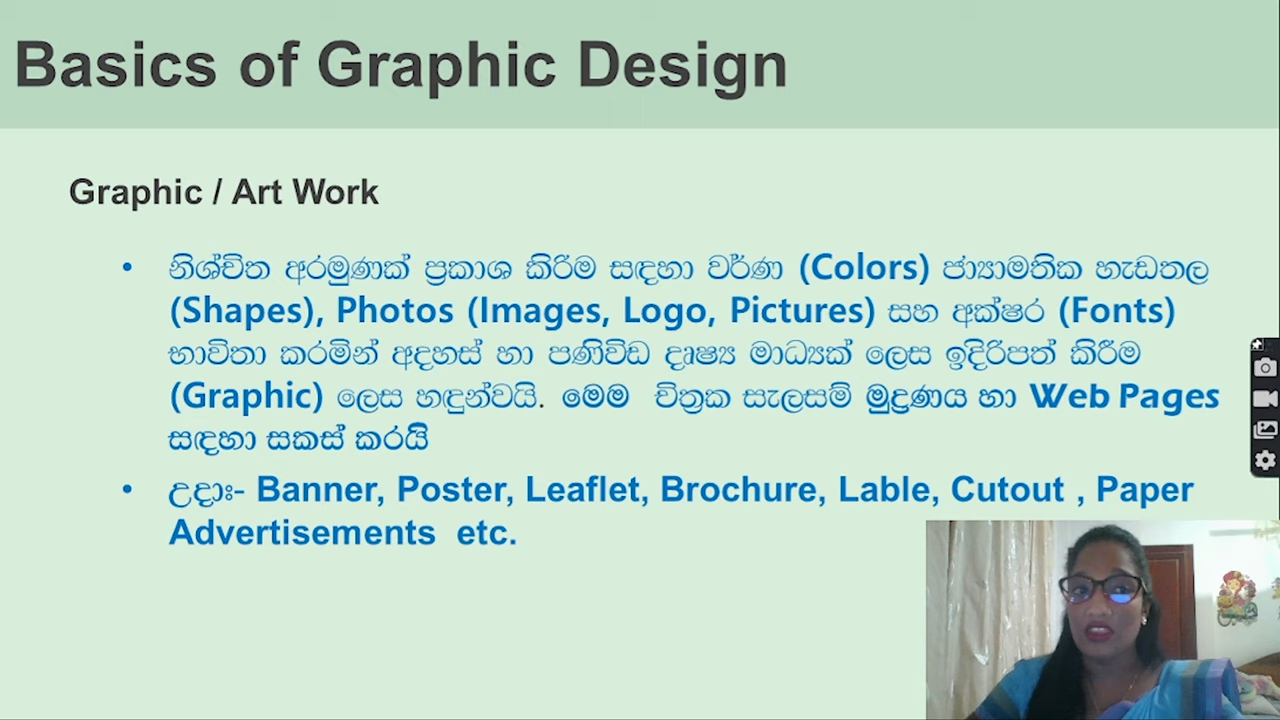 Basics of Graphic Design
Graphic / Art Work
• නිශ්චිත අරමුණක් ප්‍රකාශ කිරිම සඳහා වර්ණ (Colors) ජ්‍යාමතික හැඩතල
(Shapes), Photos (Images, Logo, Pictures) සහ අක්ෂර (Fonts)
භාවිතා කරමින් අදහස් හා පණිවිඩ දෘෂ්‍ය මාධ්‍යක් ලෙස ඉදිරිපත් කිරීම
(Graphic) ලෙස හඳුන්වයි. මෙම චිත්‍රක සැලසම් මුද්‍රණය හා Web Pages
සඳහා සකස් කරයි
• උදාඃ- Banner, Poster, Leaflet, Brochure, Lable, Cutout , Paper
Advertisements etc.